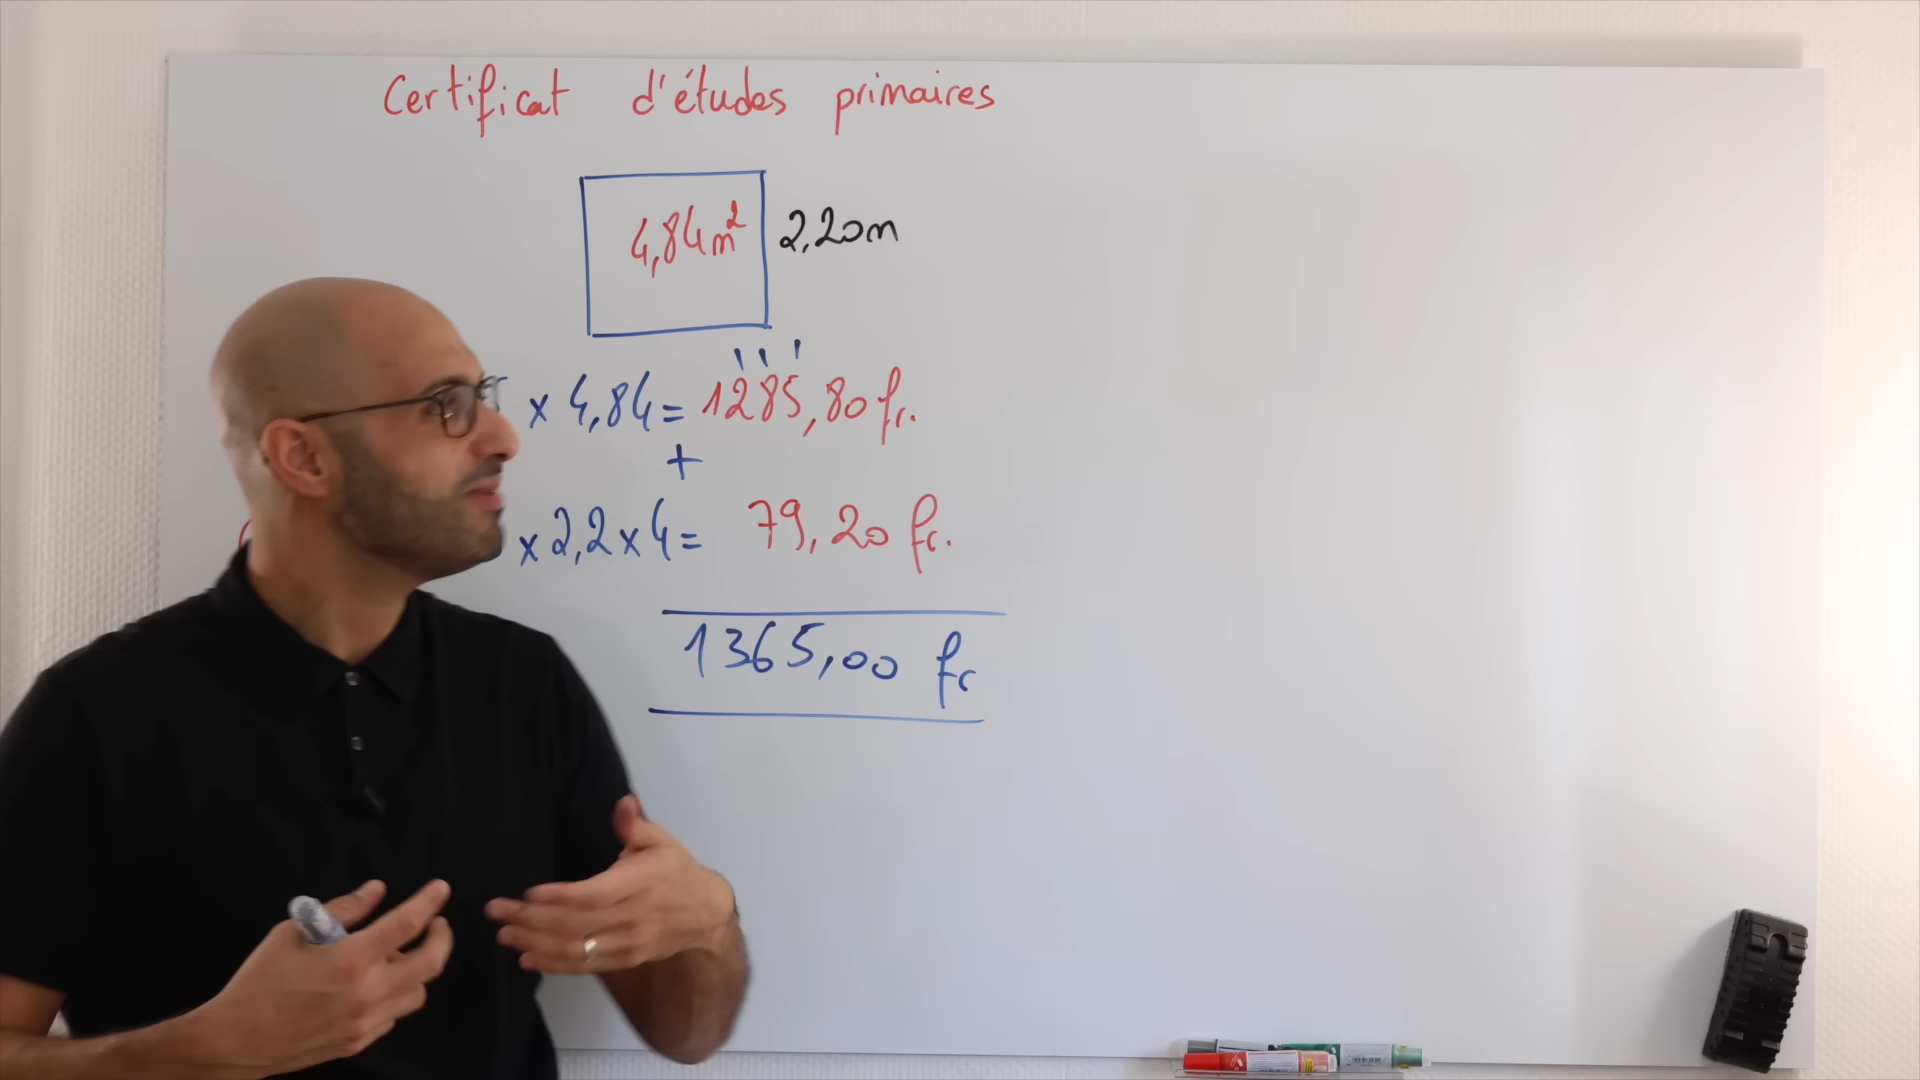 Certificat d'études primaires
4,84m²
2,20m
x 4,84 = 1285,80 fr.
+
x 2,2 x 4 = 79,20 fr.
1365,00 fr